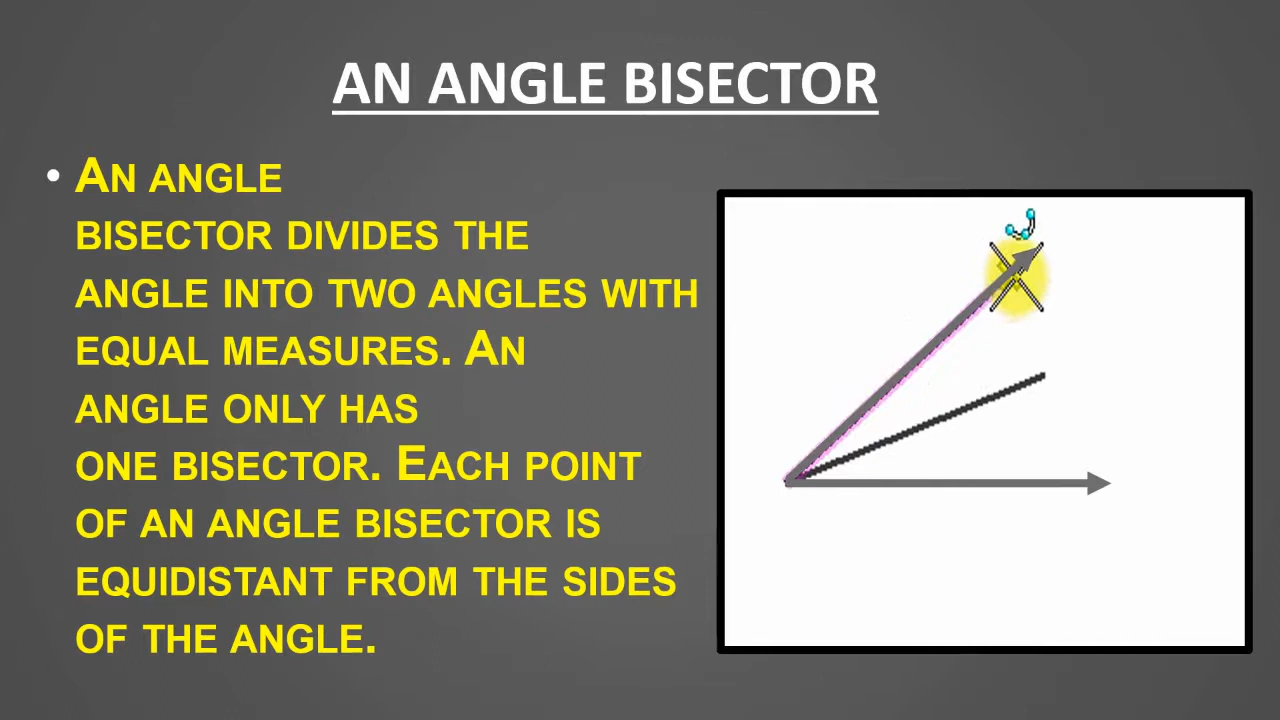 AN ANGLE BISECTOR
• AN ANGLE
BISECTOR DIVIDES THE
ANGLE INTO TWO ANGLES WITH
EQUAL MEASURES. AN
ANGLE ONLY HAS
ONE BISECTOR. EACH POINT
OF AN ANGLE BISECTOR IS
EQUIDISTANT FROM THE SIDES
OF THE ANGLE.